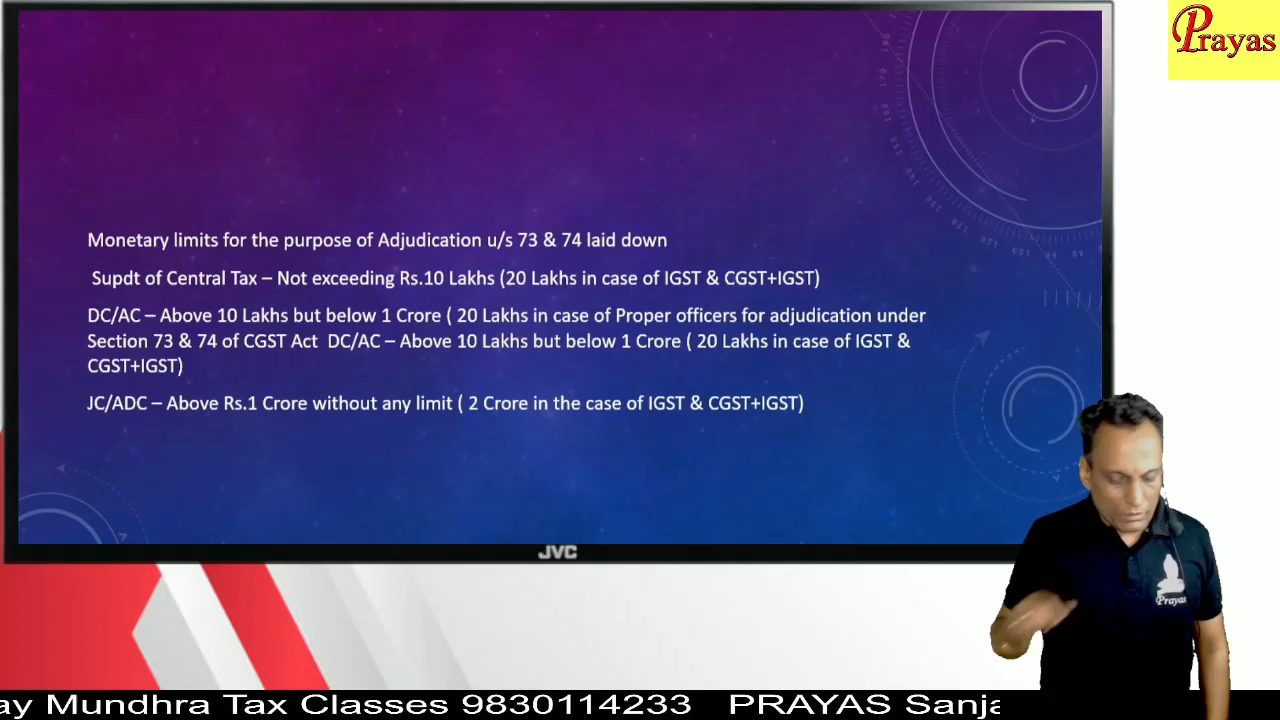 Prayas
Monetary limits for the purpose of Adjudication u/s 73 & 74 laid down
Supdt of Central Tax – Not exceeding Rs.10 Lakhs (20 Lakhs in case of IGST & CGST+IGST)
DC/AC – Above 10 Lakhs but below 1 Crore ( 20 Lakhs in case of Proper officers for adjudication under
Section 73 & 74 of CGST Act DC/AC – Above 10 Lakhs but below 1 Crore ( 20 Lakhs in case of IGST &
CGST+IGST)
JC/ADC – Above Rs.1 Crore without any limit ( 2 Crore in the case of IGST & CGST+IGST)
JVC
Prayas
ay Mundhra Tax Classes 9830114233 PRAYAS Sanja